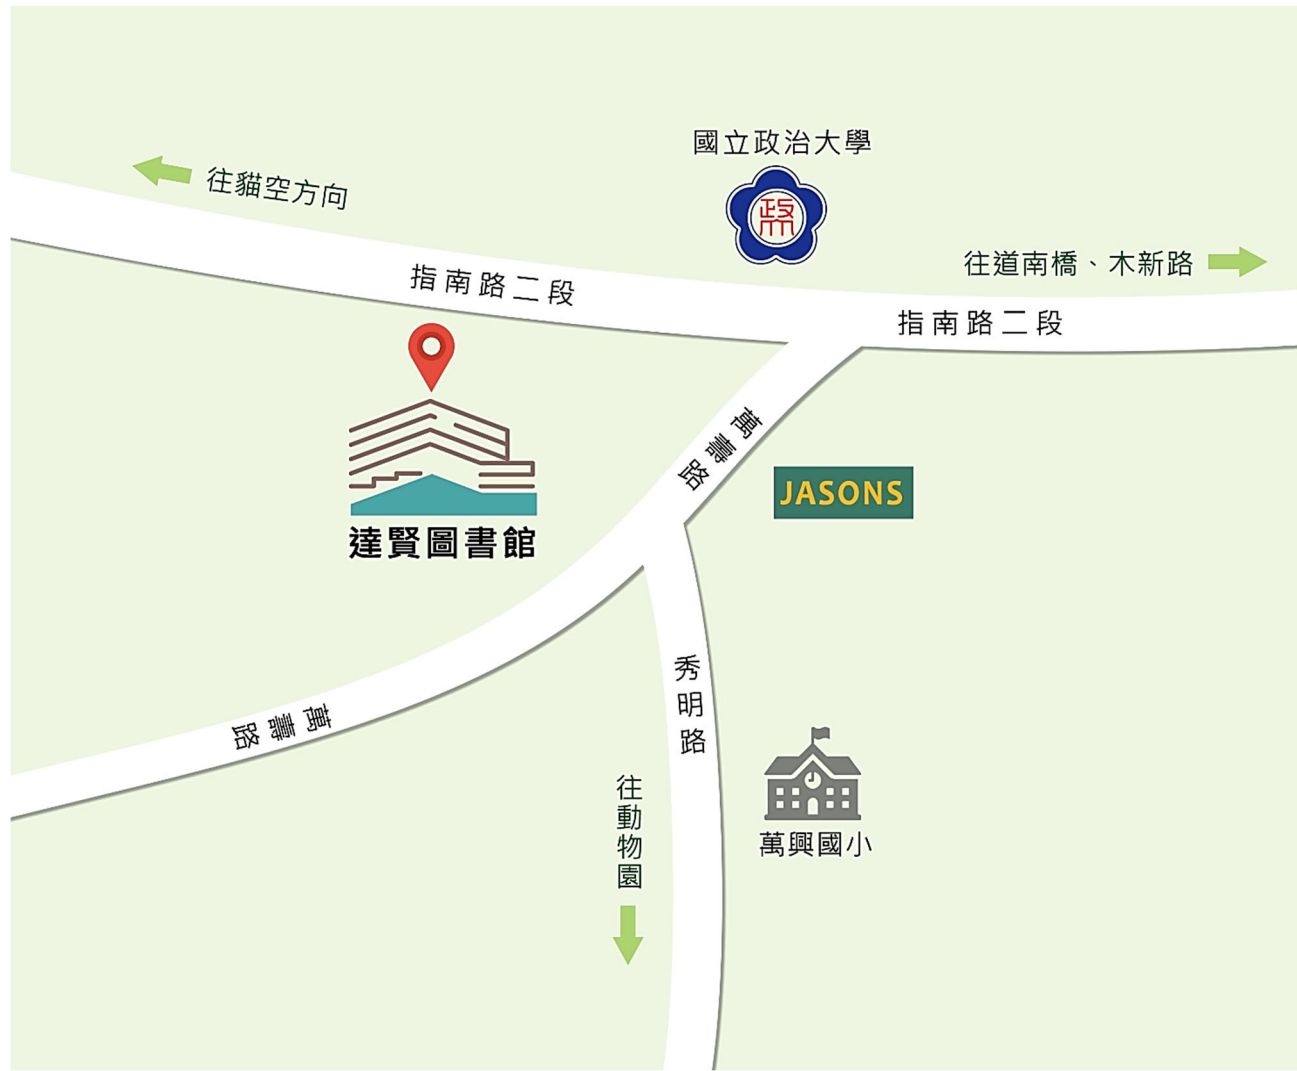 國立政治大學
政
往貓空方向
往道南橋、木新路
指南路二段
指南路二段
萬壽路
JASONS
達賢圖書館
秀明路
萬壽路
往動物園
萬興國小